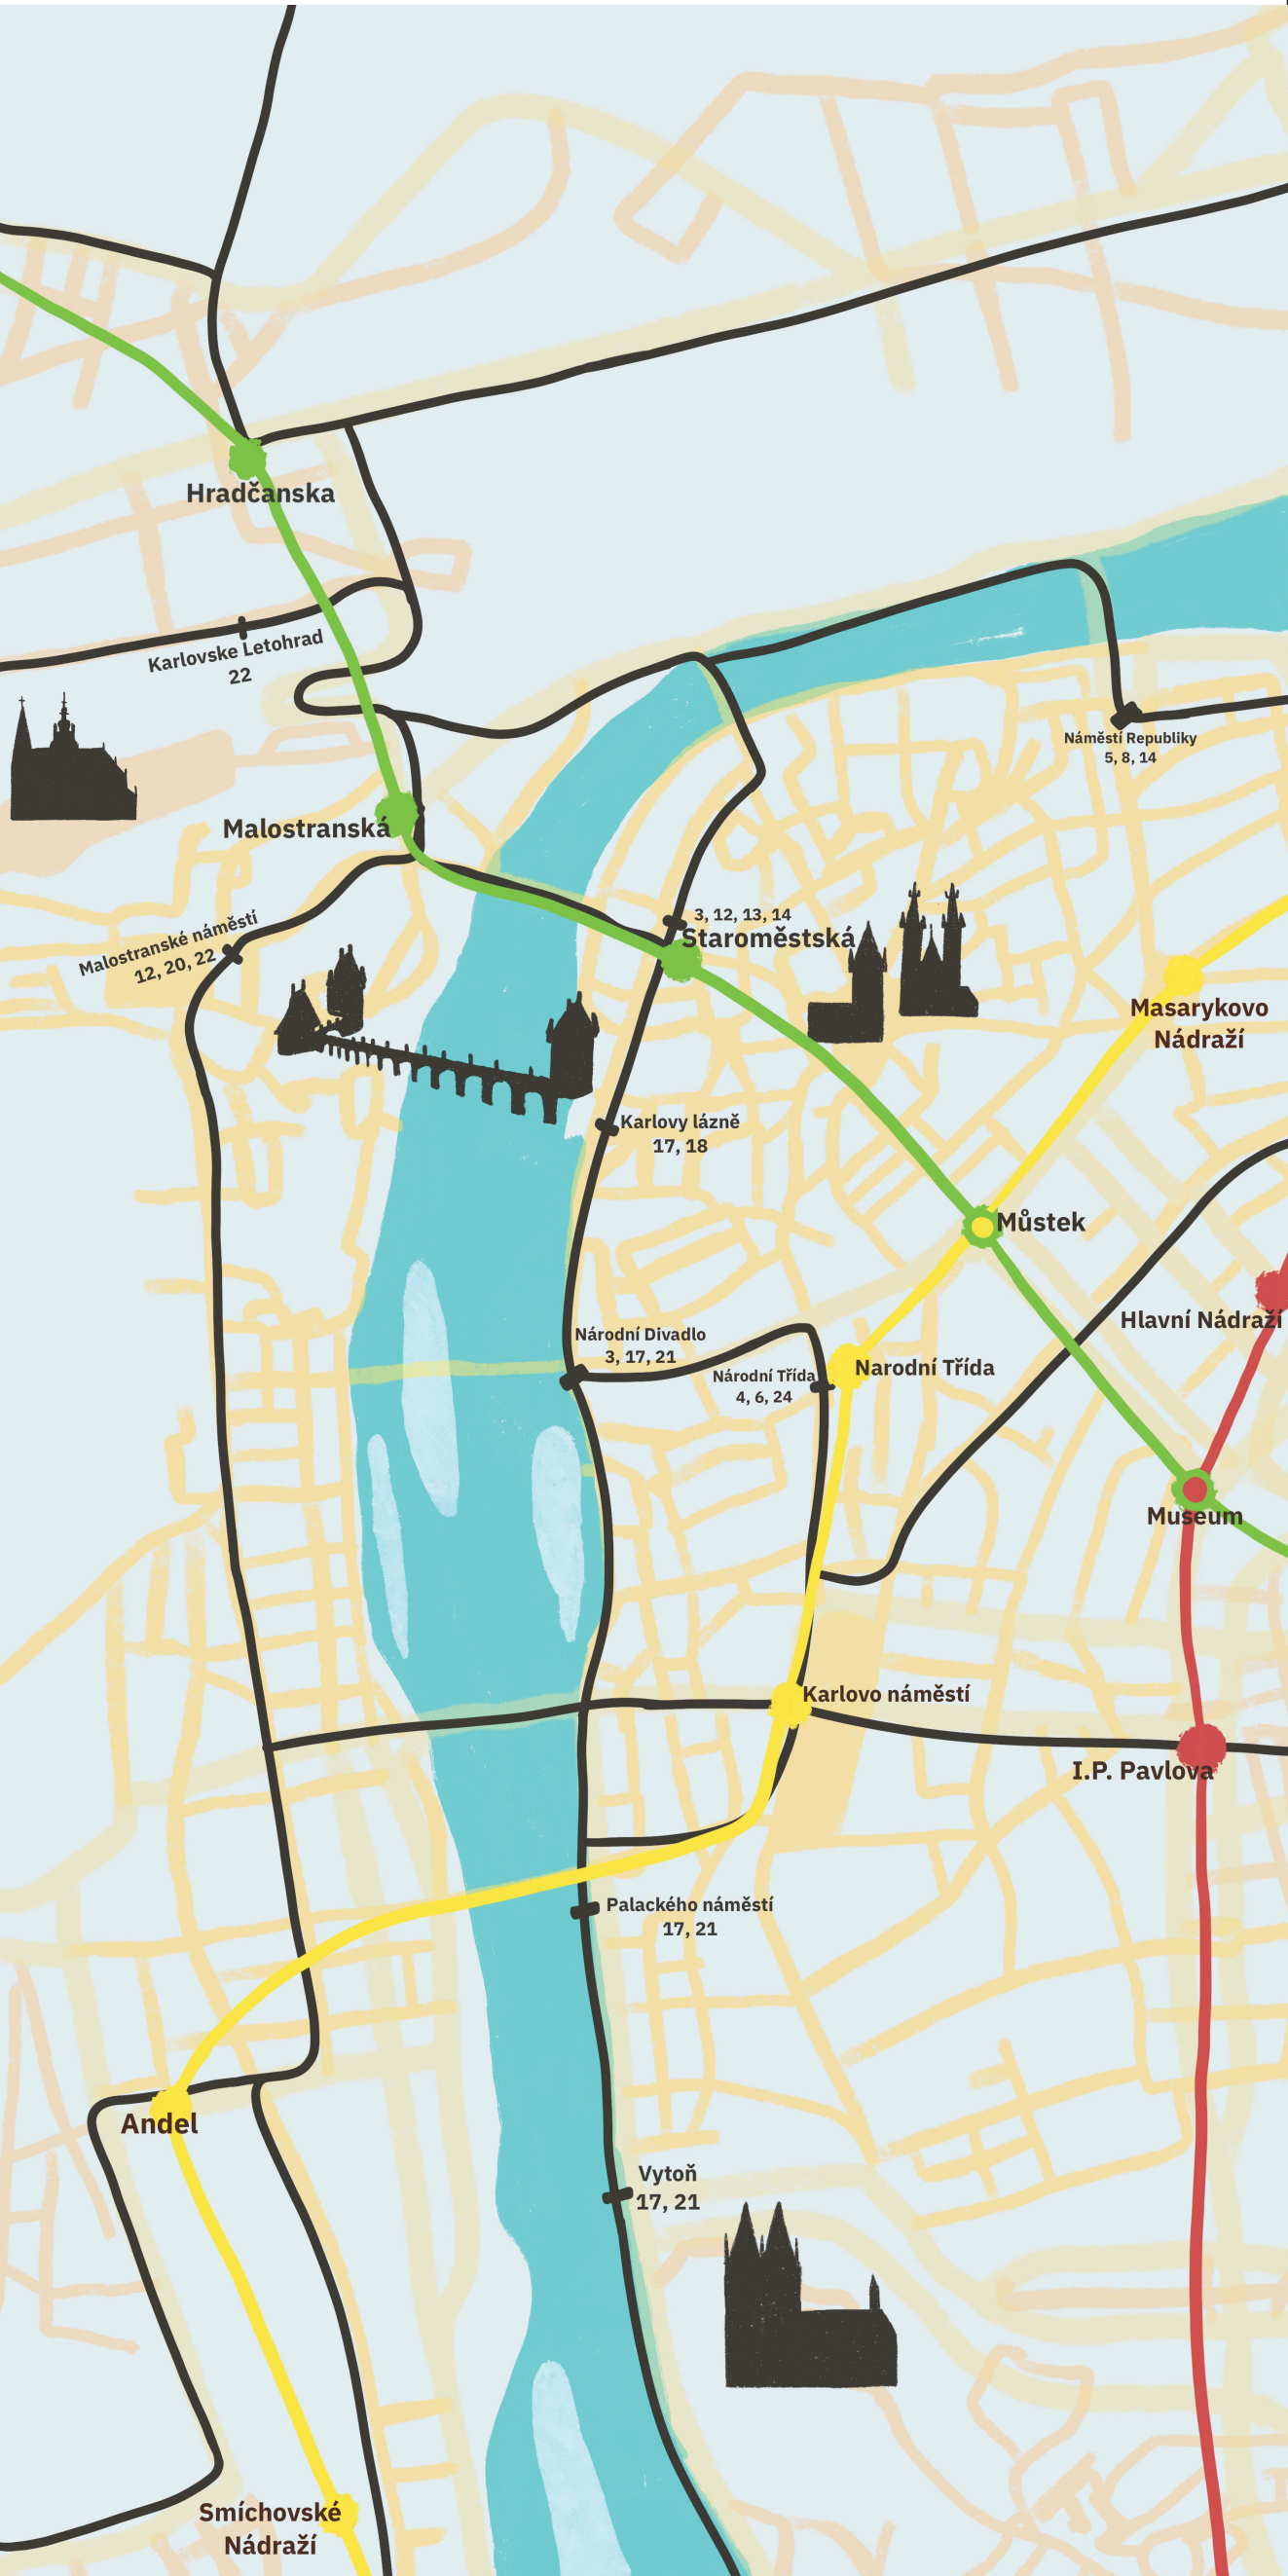 Hradčanska
Karlovske Letohrad
22
Náměstí Republiky
5, 8, 14
Malostranská
3, 12, 13, 14
Staroměstská
Malostranské náměstí
12, 20, 22
Masarykovo
Nádraží
Karlovy lázně
17, 18
Můstek
Hlavní Nádraží
Národní Divadlo
3, 17, 21
Národní Třída
4, 6, 24
Narodní Třída
Museum
Karlovo náměstí
I.P. Pavlova
Palackého náměstí
17, 21
Andel
Vytoň
17, 21
Smíchovské
Nádraží